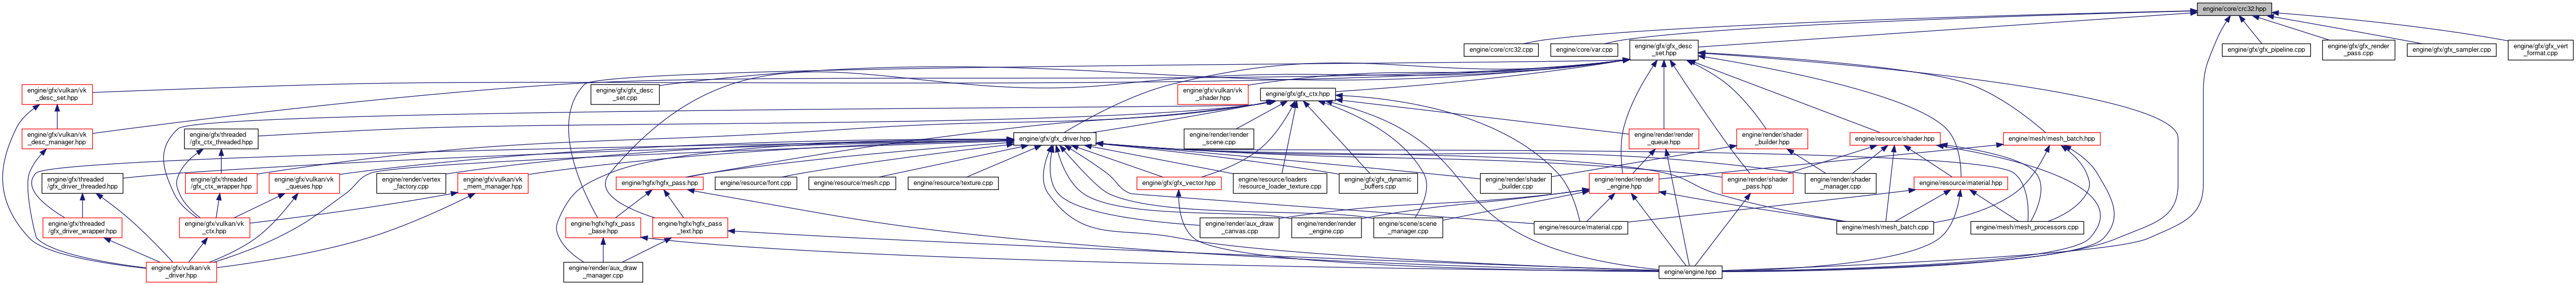 engine/core/crc32.hpp
engine/core/crc32.cpp
engine/core/var.cpp
engine/gfx/gfx_desc
_set.hpp
engine/gfx/gfx_pipeline.cpp
engine/gfx/gfx_render
_pass.cpp
engine/gfx/gfx_sampler.cpp
engine/gfx/gfx_vert
_format.cpp
engine/gfx/vulkan/vk
_desc_set.hpp
engine/gfx/gfx_desc
_set.cpp
engine/gfx/vulkan/vk
_shader.hpp
engine/gfx/gfx_ctx.hpp
engine/gfx/vulkan/vk
_desc_manager.hpp
engine/gfx/threaded
/gfx_ctx_threaded.hpp
engine/gfx/gfx_driver.hpp
engine/render/render
_scene.cpp
engine/render/render
_queue.hpp
engine/render/shader
_builder.hpp
engine/resource/shader.hpp
engine/mesh/mesh_batch.hpp
engine/gfx/threaded
/gfx_driver_threaded.hpp
engine/gfx/threaded
/gfx_ctx_wrapper.hpp
engine/gfx/vulkan/vk
_queues.hpp
engine/render/vertex
_factory.cpp
engine/gfx/vulkan/vk
_mem_manager.hpp
engine/hgfx/hgfx_pass.hpp
engine/resource/font.cpp
engine/resource/mesh.cpp
engine/resource/texture.cpp
engine/gfx/gfx_vector.hpp
engine/resource/loaders
/resource_loader_texture.cpp
engine/gfx/gfx_dynamic
_buffers.cpp
engine/render/shader
_builder.cpp
engine/render/render
_engine.hpp
engine/render/shader
_pass.hpp
engine/render/shader
_manager.cpp
engine/resource/material.hpp
engine/gfx/threaded
/gfx_driver_wrapper.hpp
engine/gfx/vulkan/vk
_ctx.hpp
engine/hgfx/hgfx_pass
_base.hpp
engine/hgfx/hgfx_pass
_text.hpp
engine/render/aux_draw
_canvas.cpp
engine/render/render
_engine.cpp
engine/scene/scene
_manager.cpp
engine/resource/material.cpp
engine/mesh/mesh_batch.cpp
engine/mesh/mesh_processors.cpp
engine/gfx/vulkan/vk
_driver.hpp
engine/render/aux_draw
_manager.cpp
engine/engine.hpp